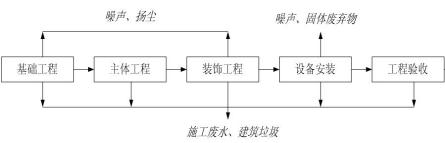 噪声、扬尘
噪声、固体废弃物
基础工程
主体工程
装饰工程
设备安装
工程验收
施工废水、建筑垃圾